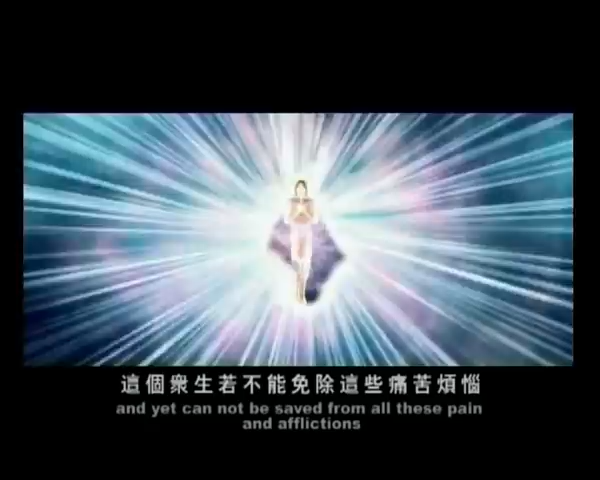 這個衆生若不能免除這些痛苦煩惱
and yet can not be saved from all these pain
and afflictions